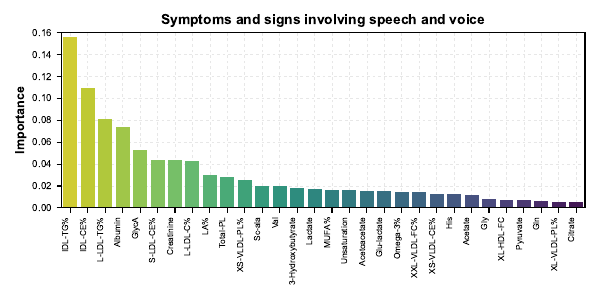 Symptoms and signs involving speech and voice
Importance
0.16
0.14
0.12
0.10
0.08
0.06
0.04
0.02
0.00
IDL-TG%
IDL-CE%
L-LDL-TG%
Albumin
GlycA
S-LDL-CE%
Creatinine
L-LDL-C%
LA%
Total-PL
XS-VLDL-PL%
Sc-ala
Val
3-Hydroxybutyrate
Lactate
MUFA%
Unsaturation
Acetoacetate
Glu-lactate
Omega-3%
XXL-VLDL-FC%
XS-VLDL-CE%
His
Acetate
Gly
XL-HDL-FC
Pyruvate
Gln
XL-VLDL-PL%
Citrate